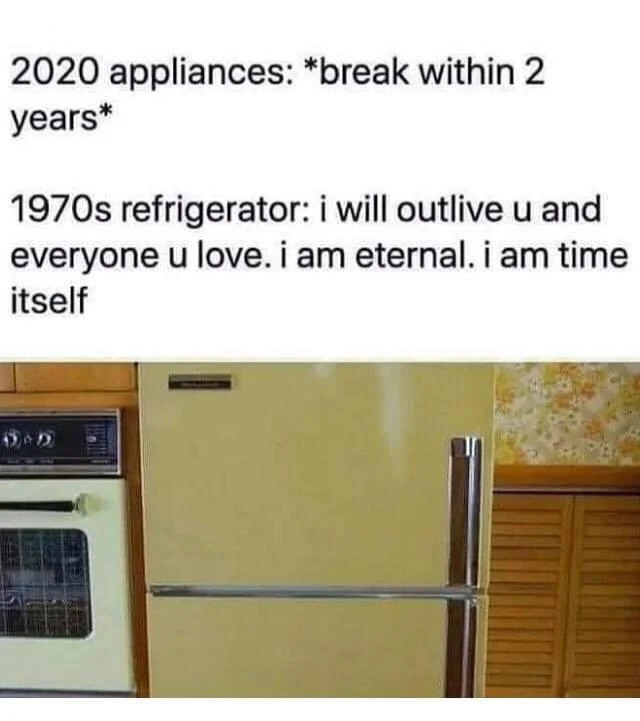 2020 appliances: *break within 2
years*
1970s refrigerator: i will outlive u and
everyone u love. i am eternal. i am time
itself